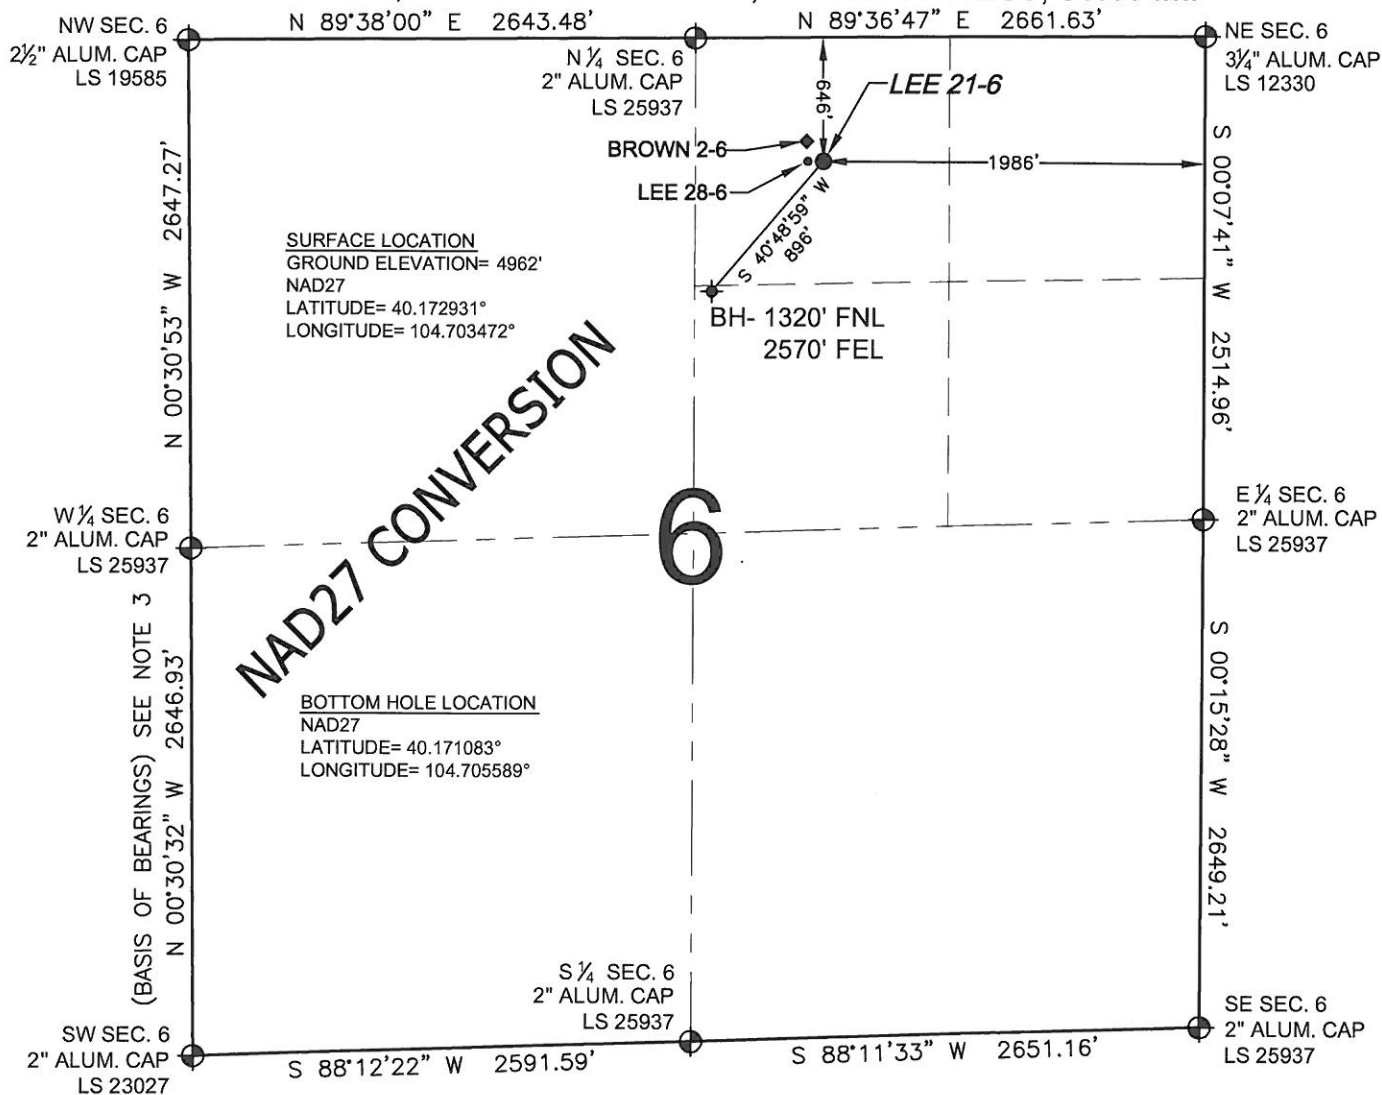 N 89°38'00" E 2643.48'
N 89°36'47" E 2661.63'
NW SEC. 6
2½" ALUM. CAP
LS 19585
N ¼ SEC. 6
2" ALUM. CAP
LS 25937
NE SEC. 6
3¼" ALUM. CAP
LS 12330
646'
LEE 21-6
BROWN 2-6
LEE 28-6
1986'
S 40°48'59" W
896'
BH- 1320' FNL
2570' FEL
SURFACE LOCATION
GROUND ELEVATION= 4962'
NAD27
LATITUDE= 40.172931°
LONGITUDE= 104.703472°
N 00°30'53" W 2647.27'
S 00°07'41" W 2514.96'
NAD27 CONVERSION
6
W ¼ SEC. 6
2" ALUM. CAP
LS 25937
E ¼ SEC. 6
2" ALUM. CAP
LS 25937
(BASIS OF BEARINGS) SEE NOTE 3
N 00°30'32" W 2646.93'
BOTTOM HOLE LOCATION
NAD27
LATITUDE= 40.171083°
LONGITUDE= 104.705589°
S 00°15'28" W 2649.21'
S ¼ SEC. 6
2" ALUM. CAP
LS 25937
SW SEC. 6
2" ALUM. CAP
LS 23027
S 88°12'22" W 2591.59'
S 88°11'33" W 2651.16'
SE SEC. 6
2" ALUM. CAP
LS 25937